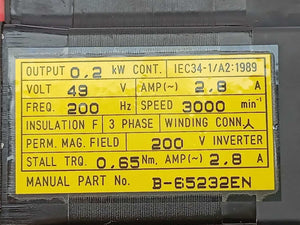 OUTPUT 0,2 kW CONT. IEC34-1/A2:1989
VOLT 49 V AMP(~) 2,8 A
FREQ. 200 Hz SPEED 3000 min⁻¹
INSULATION F 3 PHASE WINDING CONN.人
PERM. MAG. FIELD 200 V INVERTER
STALL TRQ. 0,65 Nm, AMP(~) 2,8 A
MANUAL PART No. B-65232EN